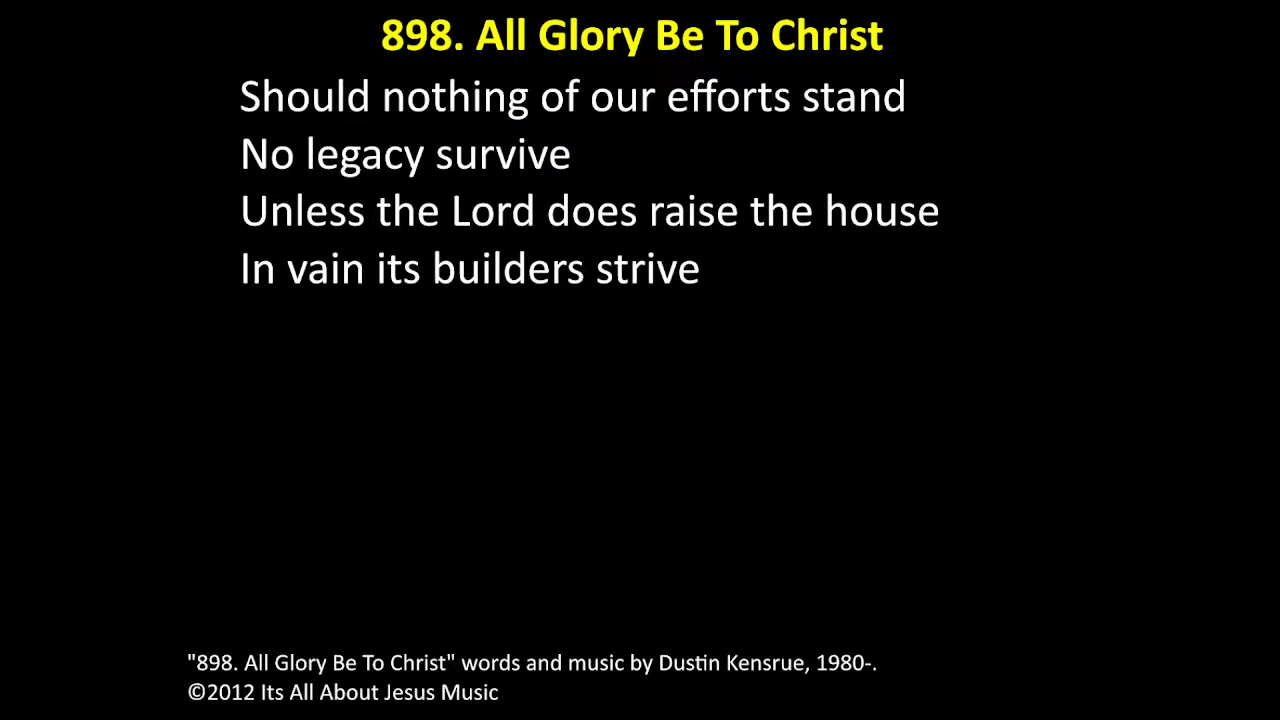 898. All Glory Be To Christ
Should nothing of our efforts stand
No legacy survive
Unless the Lord does raise the house
In vain its builders strive
"898. All Glory Be To Christ" words and music by Dustin Kensrue, 1980-.
©2012 Its All About Jesus Music